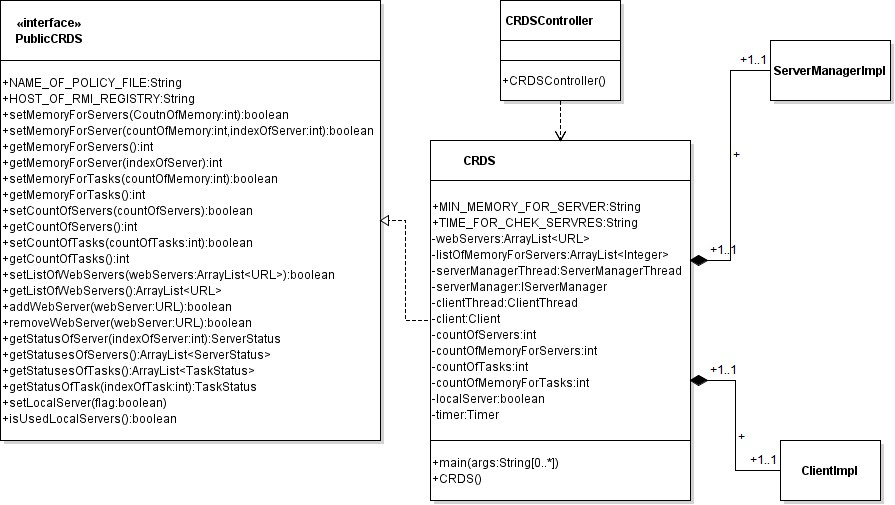 «interface»
PublicCRDS
+NAME_OF_POLICY_FILE:String
+HOST_OF_RMI_REGISTRY:String
+setMemoryForServers(CoutnOfMemory:int):boolean
+setMemoryForServer(countOfMemory:int,indexOfServer:int):boolean
+getMemoryForServers():int
+getMemoryForServer(indexOfServer):int
+setMemoryForTasks(countOfMemory:int):boolean
+getMemoryForTasks():int
+setCountOfServers(countOfServers):boolean
+getCountOfServers():int
+setCountOfTasks(countOfTasks:int):boolean
+getCountOfTasks():int
+setListOfWebServers(webServers:ArrayList<URL>):boolean
+getListOfWebServers():ArrayList<URL>
+addWebServer(webServer:URL):boolean
+removeWebServer(webServer:URL):boolean
+getStatusOfServer(indexOfServer:int):ServerStatus
+getStatusesOfServers():ArrayList<ServerStatus>
+getStatusesOfTasks():ArrayList<TaskStatus>
+getStatusOfTask(indexOfTask:int):TaskStatus
+setLocalServer(flag:boolean)
+isUsedLocalServers():boolean
CRDSController
+CRDSController()
CRDS
+MIN_MEMORY_FOR_SERVER:String
+TIME_FOR_CHEK_SERVRES:String
-webServers:ArrayList<URL>
-listOfMemoryForServers:ArrayList<Integer>
-serverManagerThread:ServerManagerThread
-serverManager:IServerManager
-clientThread:ClientThread
-client:Client
-countOfServers:int
-countOfMemoryForServers:int
-countOfTasks:int
-countOfMemoryForTasks:int
-localServer:boolean
-timer:Timer
+main(args:String[0..*])
+CRDS()
+1..1
ServerManagerImpl
+
+1..1
+1..1
+
+1..1
ClientImpl